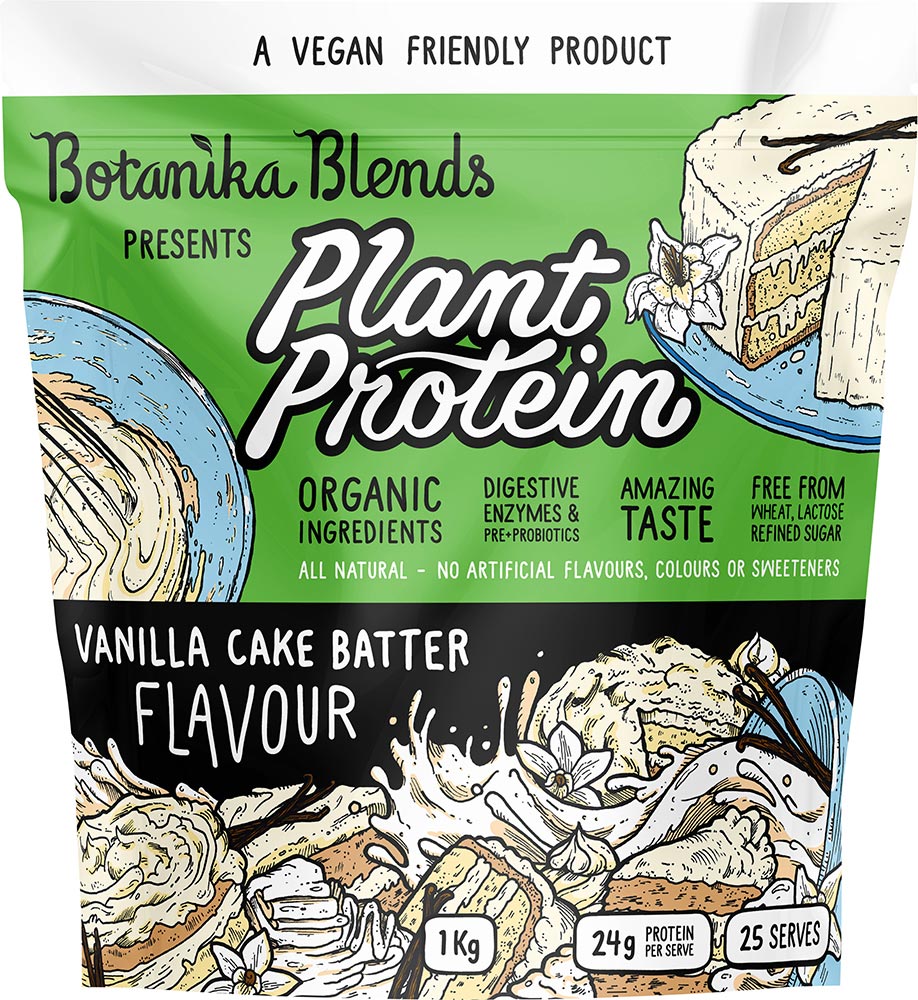 A VEGAN FRIENDLY PRODUCT
Botanika Blends
PRESENTS
Plant
Protein
ORGANIC
INGREDIENTS
DIGESTIVE
ENZYMES &
PRE+PROBIOTICS
AMAZING
TASTE
FREE FROM
WHEAT, LACTOSE
REFINED SUGAR
ALL NATURAL - NO ARTIFICIAL FLAVOURS, COLOURS OR SWEETENERS
VANILLA CAKE BATTER
FLAVOUR
1Kg
24g PROTEIN
PER SERVE
25 SERVES